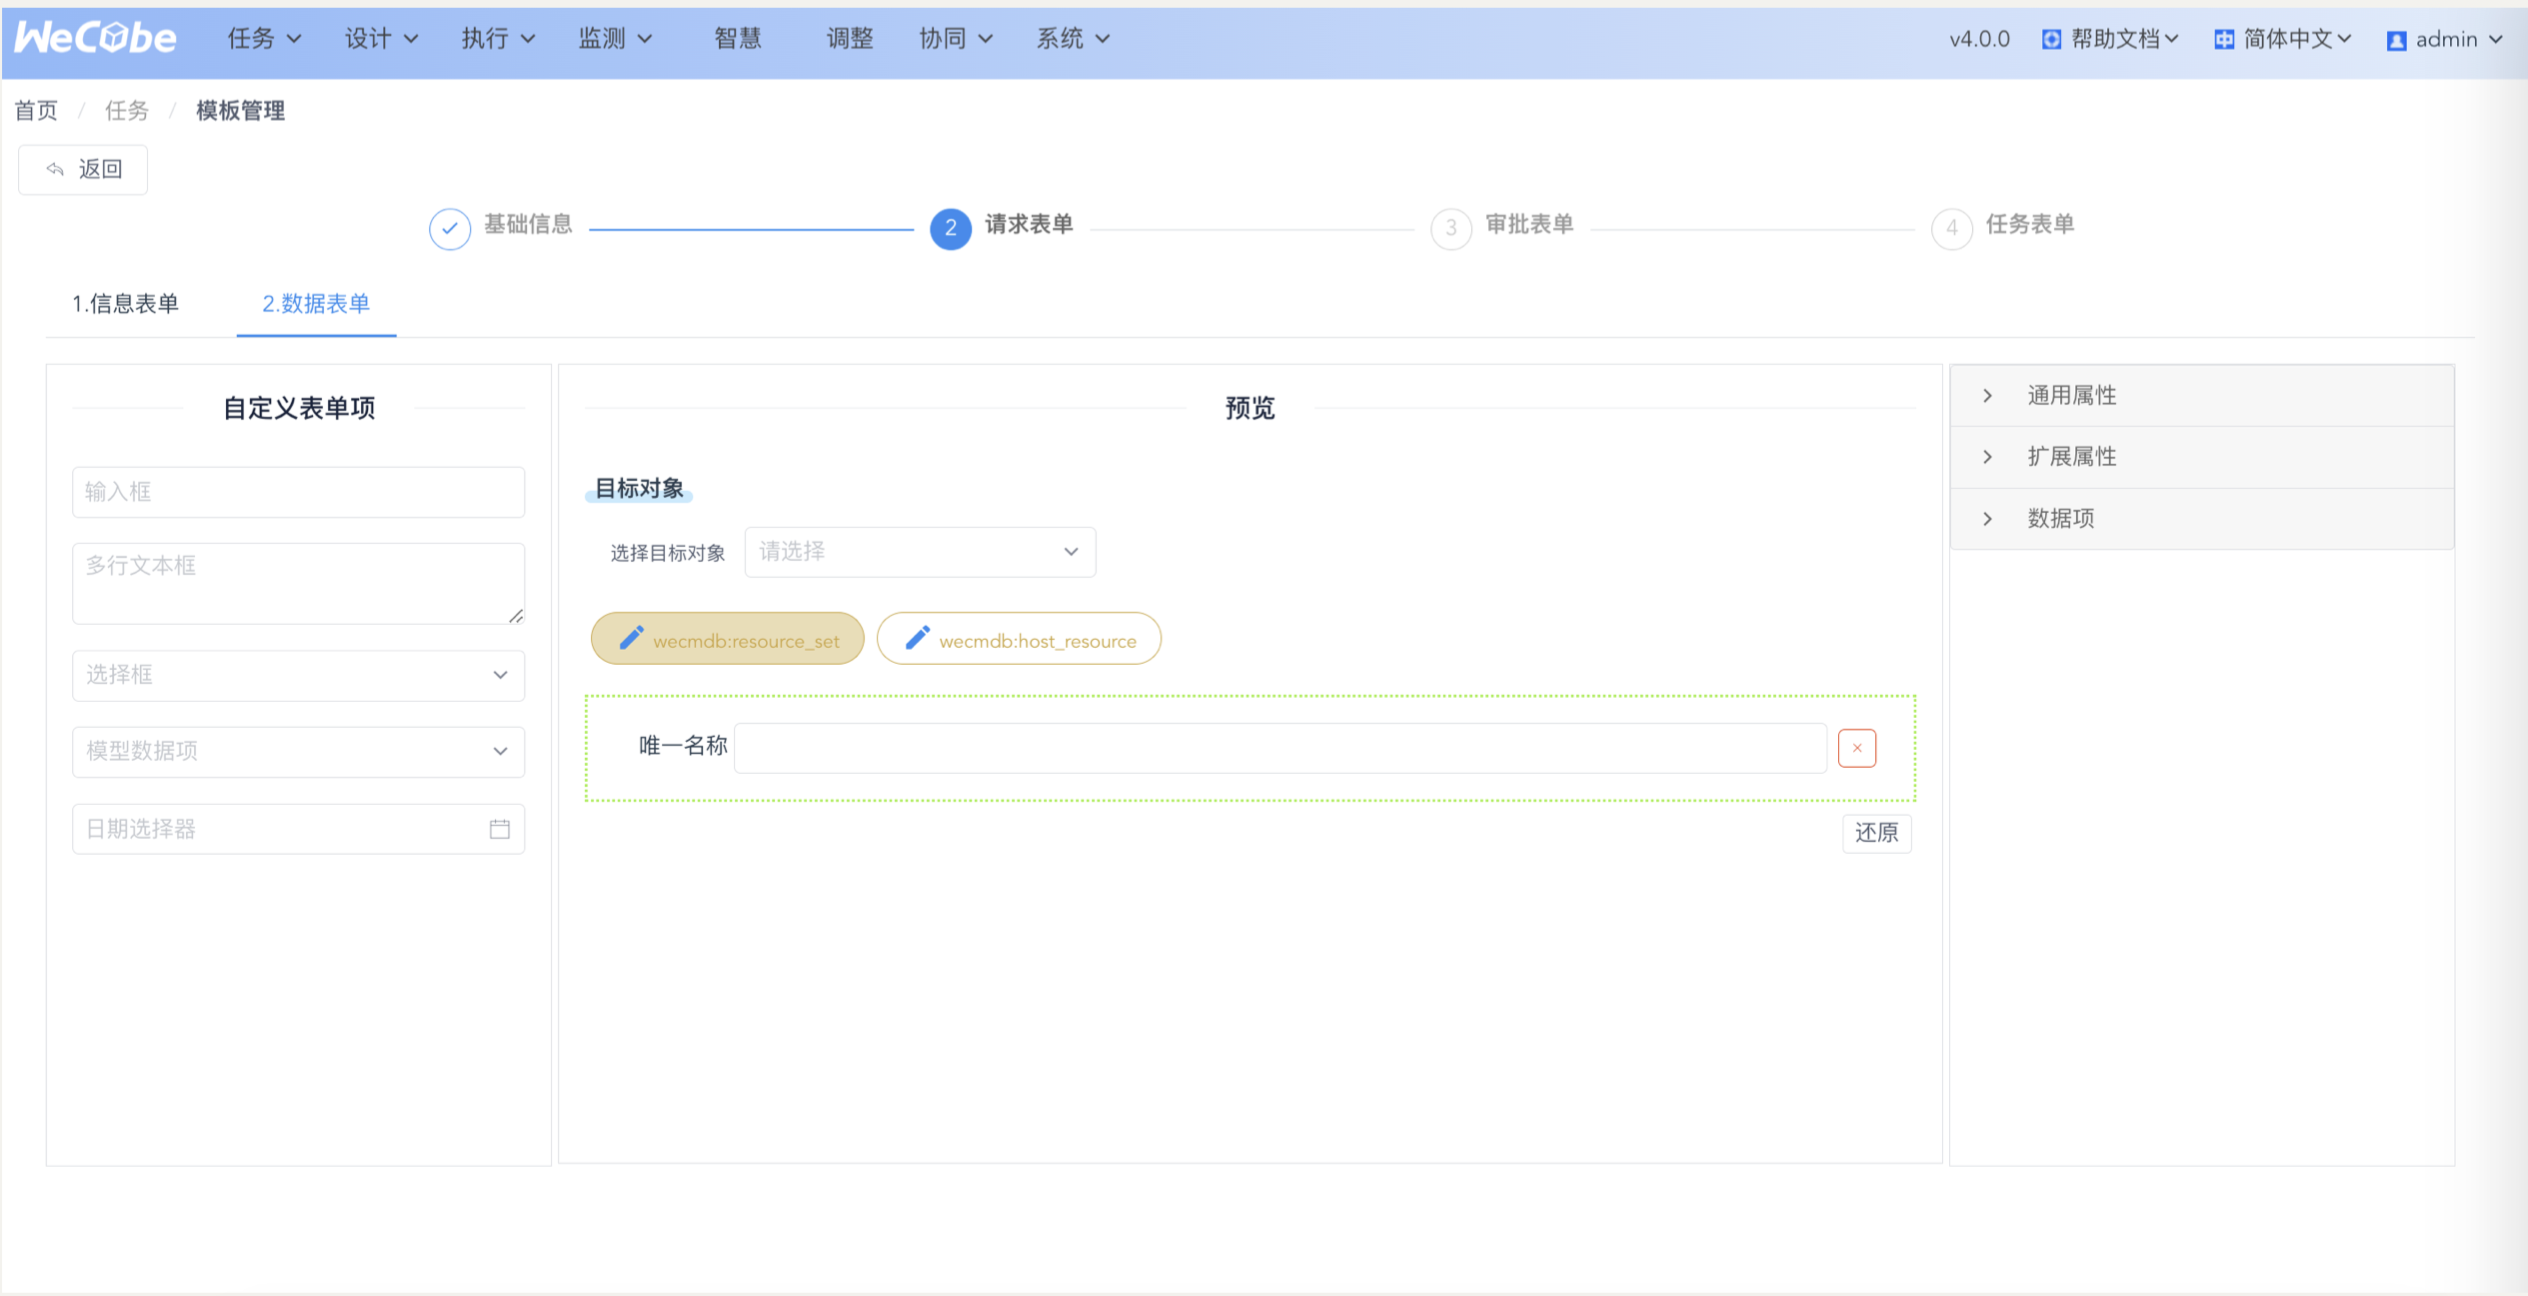 WeCube 任务 设计 执行 监测 智慧 调整 协同 系统 v4.0.0 帮助文档 简体中文 admin
首页 / 任务 / 模板管理
返回
基础信息 2 请求表单 3 审批表单 4 任务表单
1.信息表单 2.数据表单
自定义表单项
输入框
多行文本框
选择框
模型数据项
日期选择器
预览
目标对象
选择目标对象 请选择
wecmdb:resource_set wecmdb:host_resource
唯一名称
还原
通用属性
扩展属性
数据项